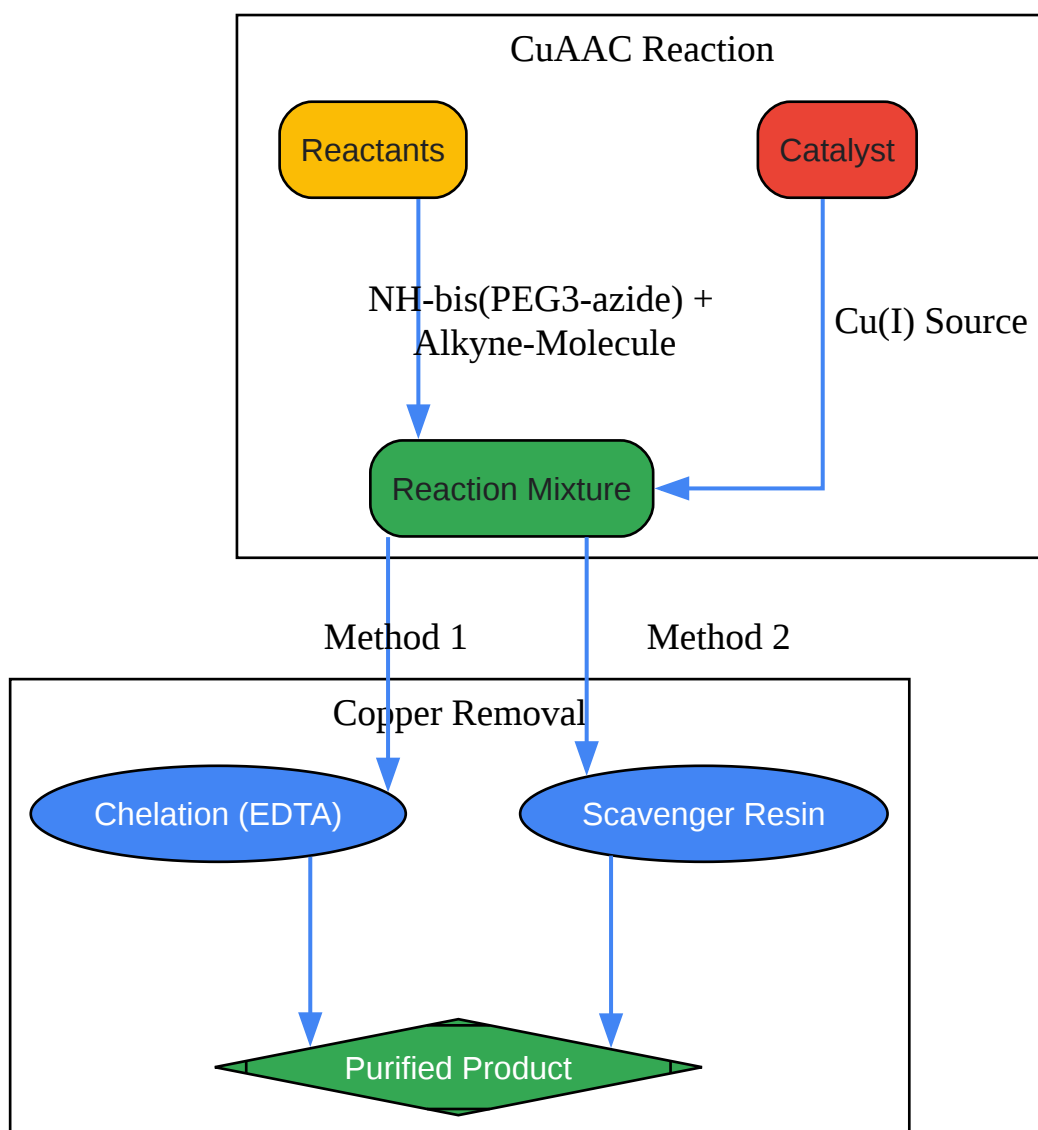 CuAAC Reaction
Reactants
Catalyst
NH-bis(PEG3-azide) +
Alkyne-Molecule
Cu(I) Source
Reaction Mixture
Method 1
Method 2
Copper Removal
Chelation (EDTA)
Scavenger Resin
Purified Product